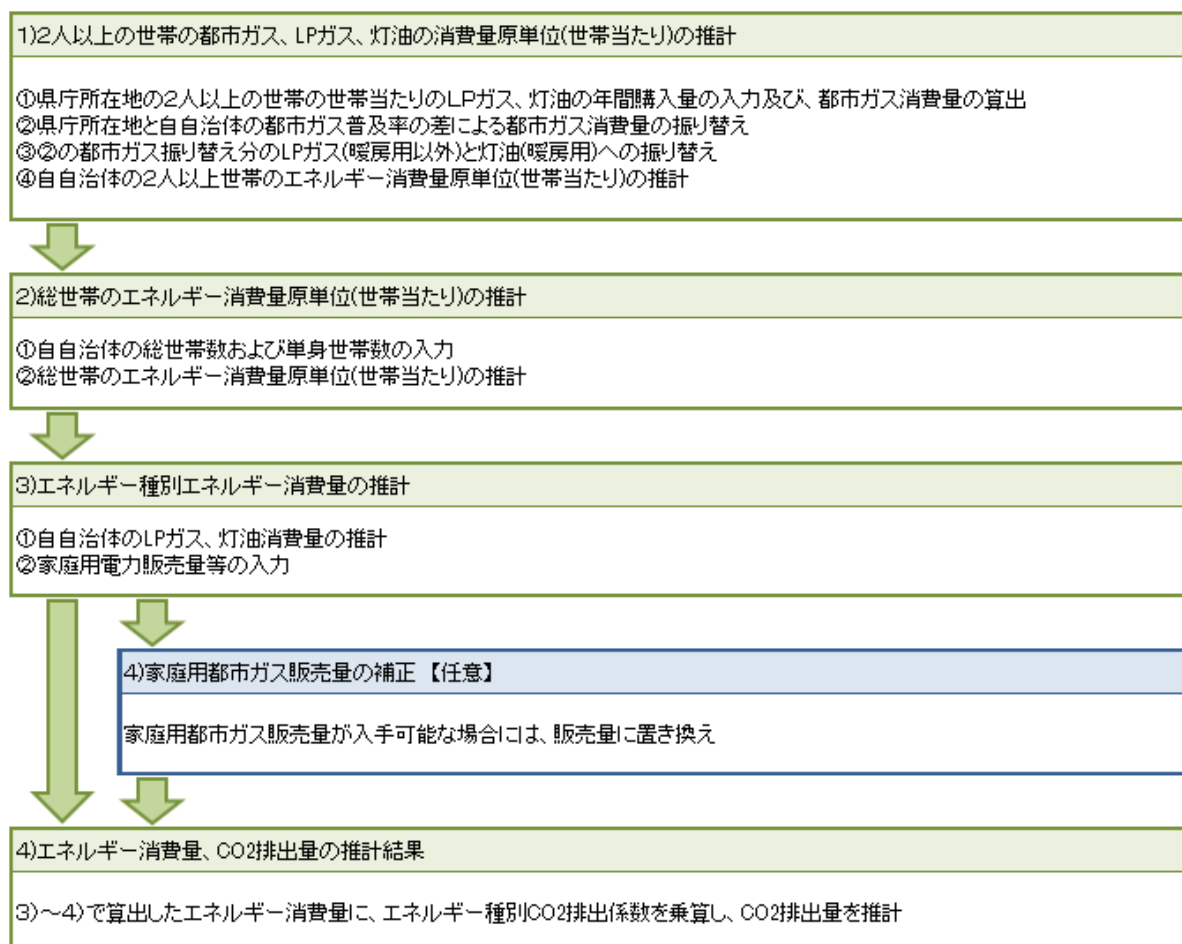 1)2人以上の世帯の都市ガス、LPガス、灯油の消費量原単位(世帯当たり)の推計
①県庁所在地の2人以上の世帯の世帯当たりのLPガス、灯油の年間購入量の入力及び、都市ガス消費量の算出
②県庁所在地と自自治体の都市ガス普及率の差による都市ガス消費量の振り替え
③②の都市ガス振り替え分のLPガス(暖房用以外)と灯油(暖房用)への振り替え
④自自治体の2人以上世帯のエネルギー消費量原単位(世帯当たり)の推計
2)総世帯のエネルギー消費量原単位(世帯当たり)の推計
①自自治体の総世帯数および単身世帯数の入力
②総世帯のエネルギー消費量原単位(世帯当たり)の推計
3)エネルギー種別エネルギー消費量の推計
①自自治体のLPガス、灯油消費量の推計
②家庭用電力販売量等の入力
4)家庭用都市ガス販売量の補正 【任意】
家庭用都市ガス販売量が入手可能な場合には、販売量に置き換え
4)エネルギー消費量、CO2排出量の推計結果
3)～4)で算出したエネルギー消費量に、エネルギー種別CO2排出係数を乗算し、CO2排出量を推計